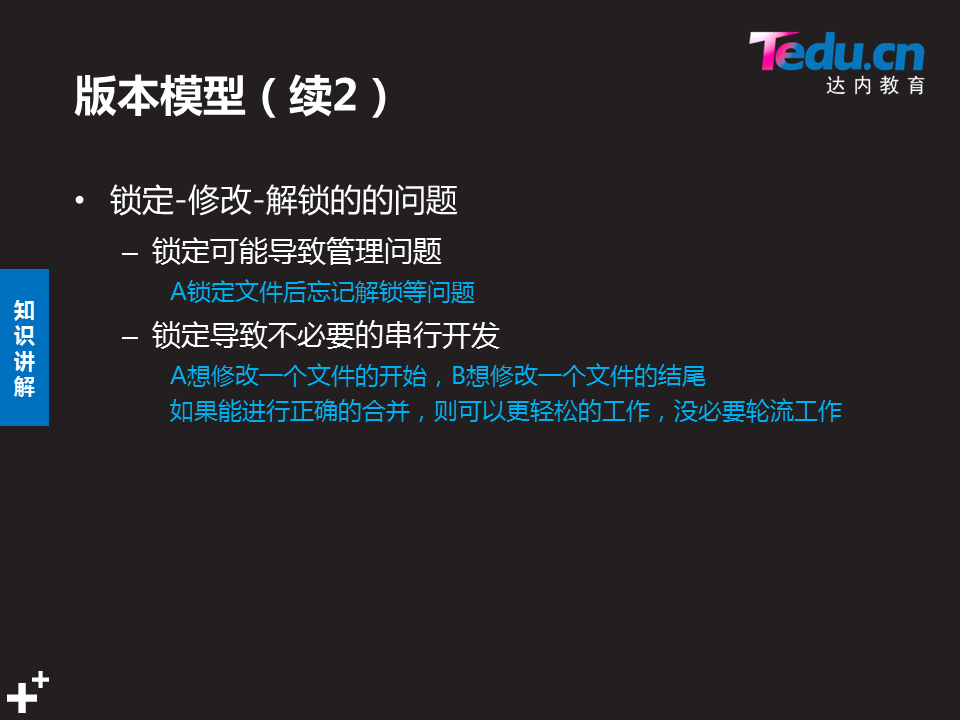 Tedu.cn
达内教育
版本模型（续2）
• 锁定-修改-解锁的的问题
– 锁定可能导致管理问题
A锁定文件后忘记解锁等问题
– 锁定导致不必要的串行开发
A想修改一个文件的开始，B想修改一个文件的结尾
如果能进行正确的合并，则可以更轻松的工作，没必要轮流工作
知
识
讲
解